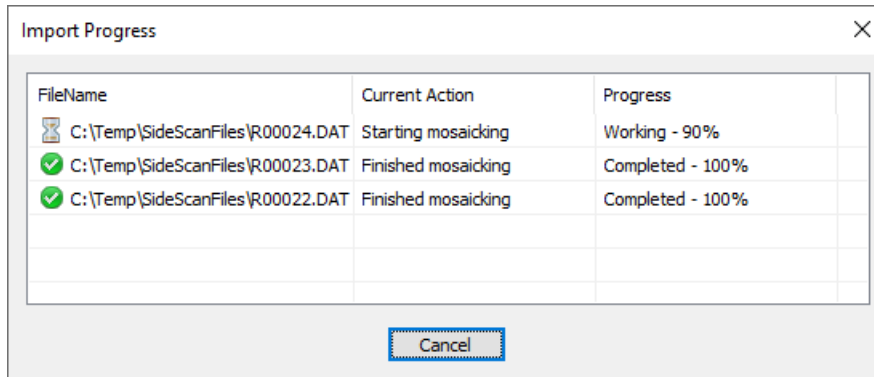 Import Progress
FileName Current Action Progress
C:\Temp\SideScanFiles\R00024.DAT Starting mosaicking Working - 90%
C:\Temp\SideScanFiles\R00023.DAT Finished mosaicking Completed - 100%
C:\Temp\SideScanFiles\R00022.DAT Finished mosaicking Completed - 100%
Cancel